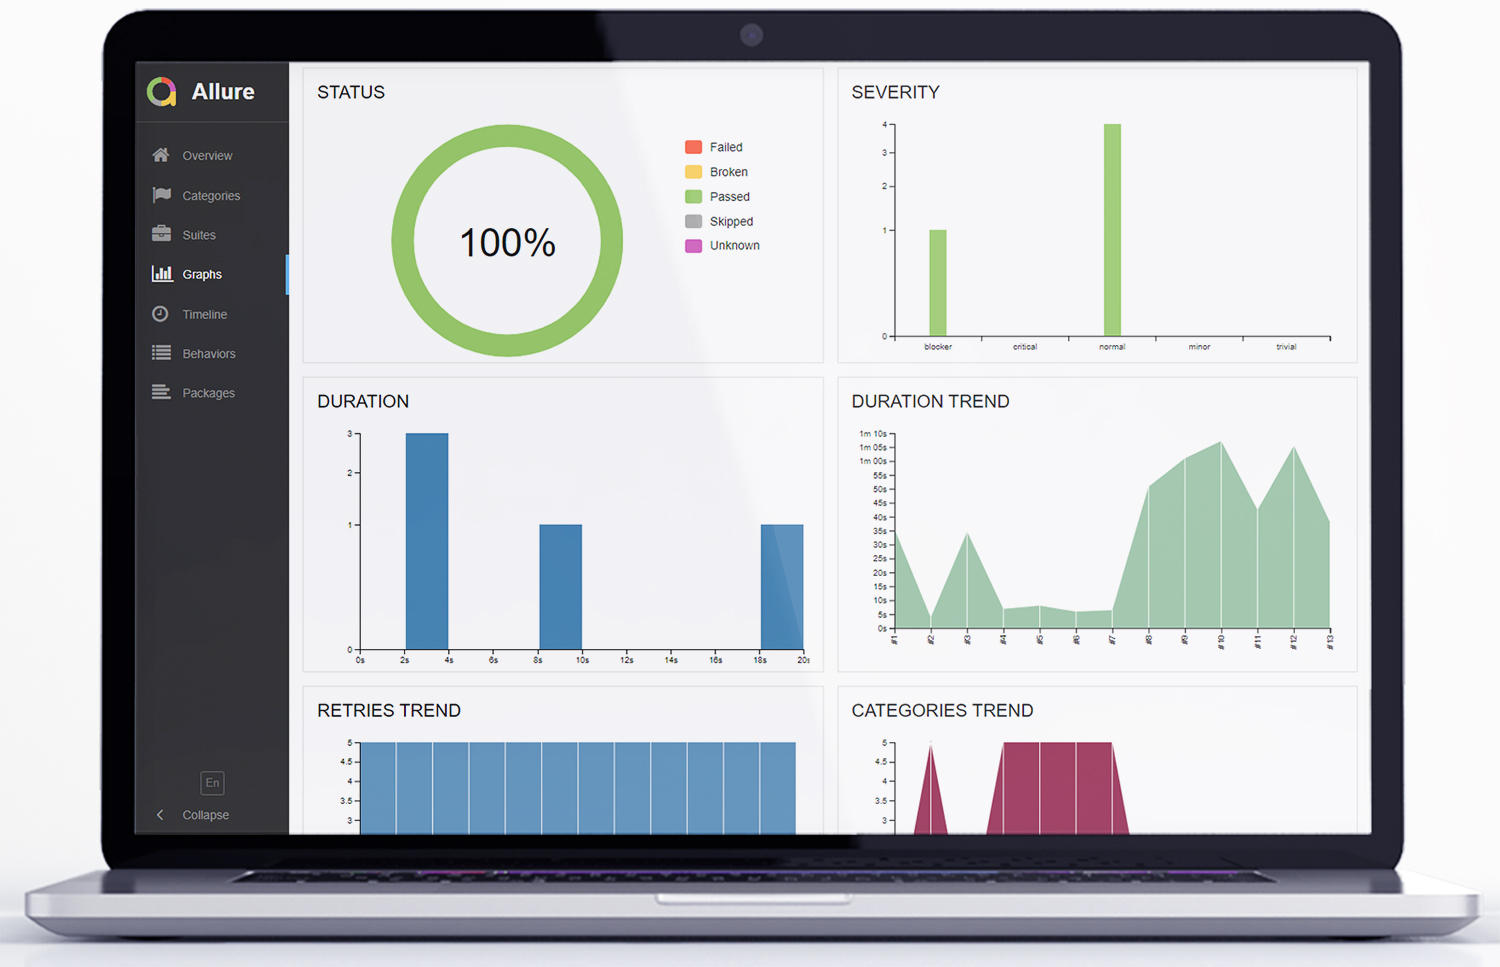 Allure
Overview
Categories
Suites
Graphs
Timeline
Behaviors
Packages
En
Collapse
STATUS
100%
Failed
Broken
Passed
Skipped
Unknown
SEVERITY
4
3
2
1
0
blocker critical normal minor trivial
DURATION
3
2
1
0
0s 2s 4s 6s 8s 10s 12s 14s 16s 18s 20s
DURATION TREND
1m 10s
1m 05s
1m 00s
55s
50s
45s
40s
35s
30s
25s
20s
15s
10s
5s
0s
#1 #2 #3 #4 #5 #6 #7 #8 #9 #10 #11 #12 #13
RETRIES TREND
5
4.5
4
3.5
3
CATEGORIES TREND
5
4.5
4
3.5
3